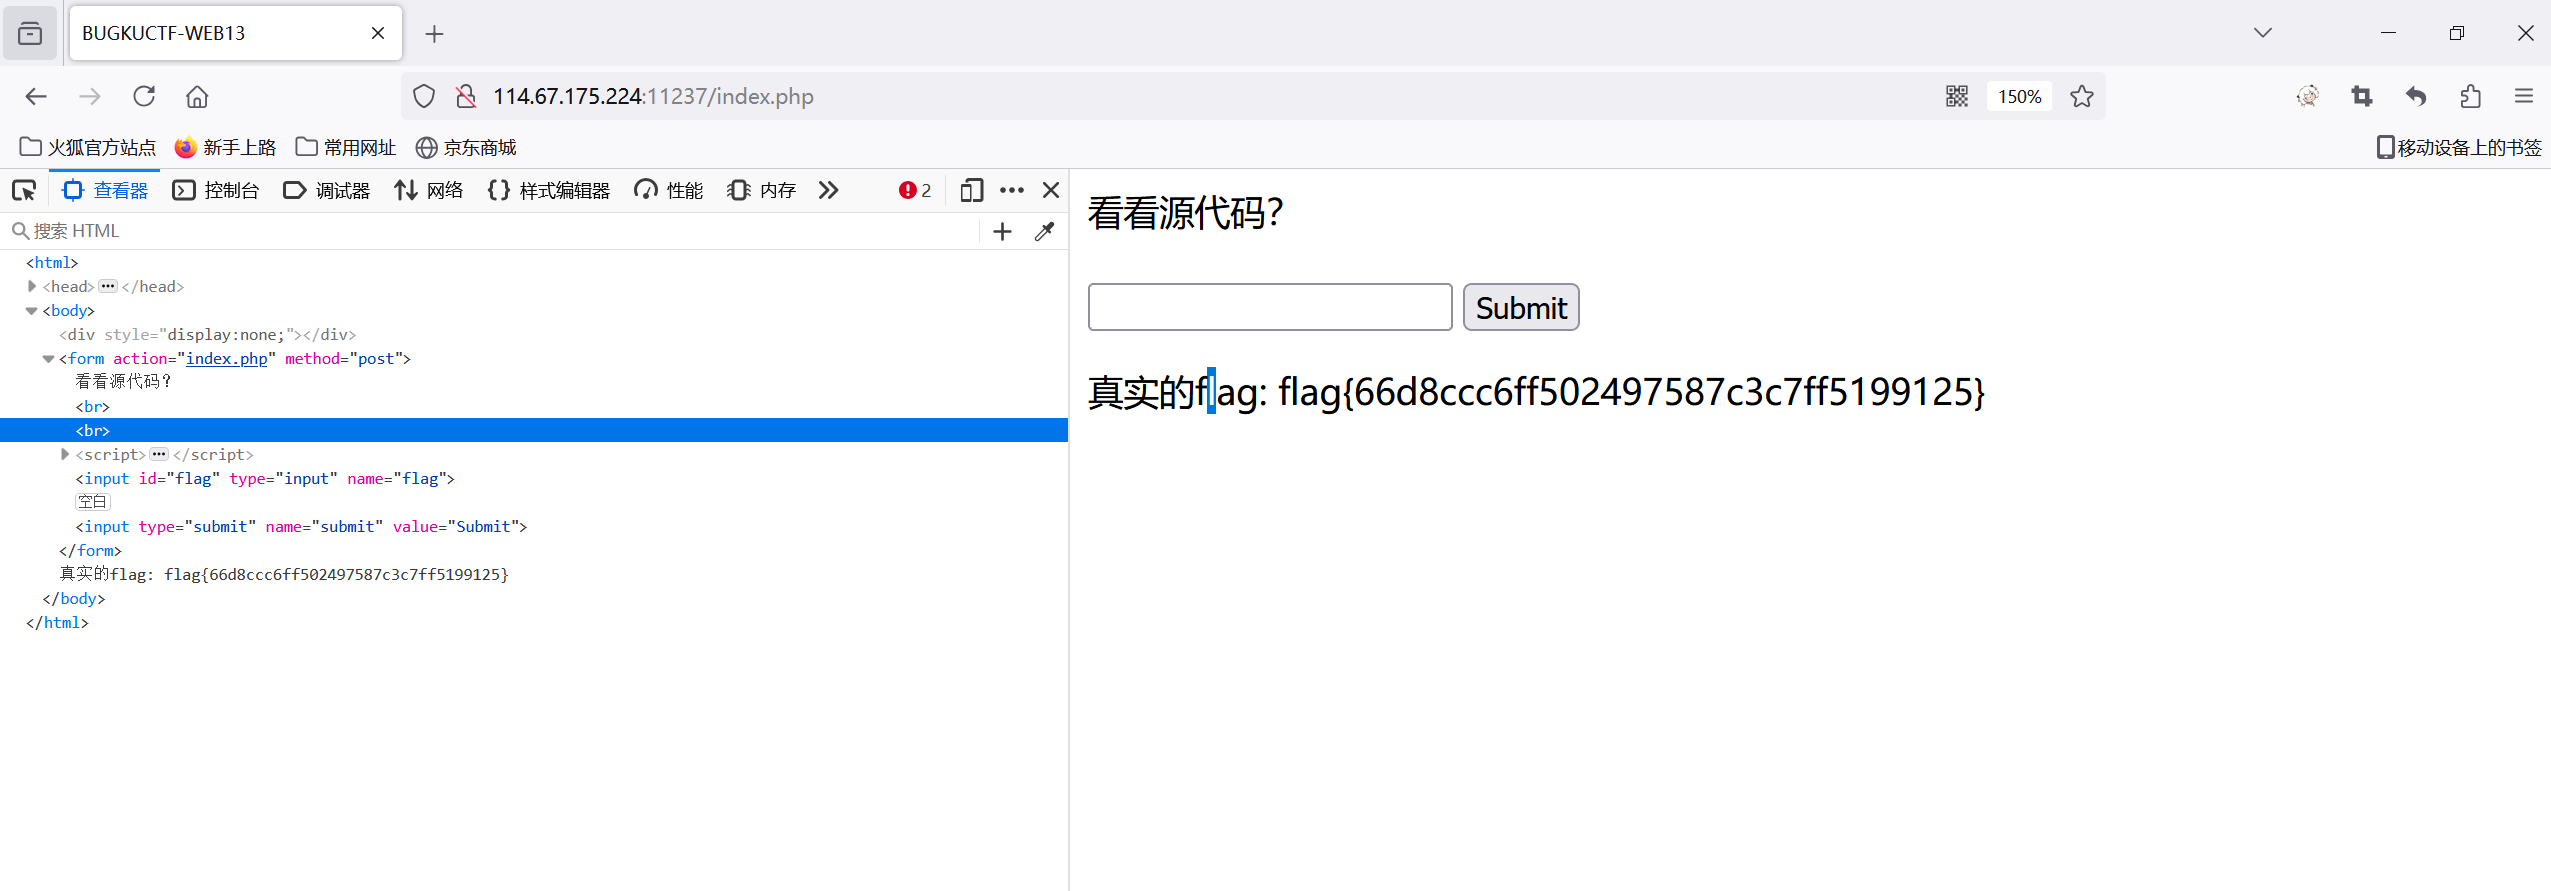 BUGKUCTF-WEB13
114.67.175.224:11237/index.php
150%
火狐官方站点 新手上路 常用网址 京东商城 移动设备上的书签
查看器 控制台 调试器 网络 样式编辑器 性能 内存 2
搜索 HTML
<html>
<head></head>
<body>
<div style="display:none;"></div>
<form action="index.php" method="post">
看看源代码?
<br>
<br>
<script></script>
<input id="flag" type="input" name="flag">
空白
<input type="submit" name="submit" value="Submit">
</form>
真实的flag: flag{66d8ccc6ff502497587c3c7ff5199125}
</body>
</html>
看看源代码?
Submit
真实的flag: flag{66d8ccc6ff502497587c3c7ff5199125}